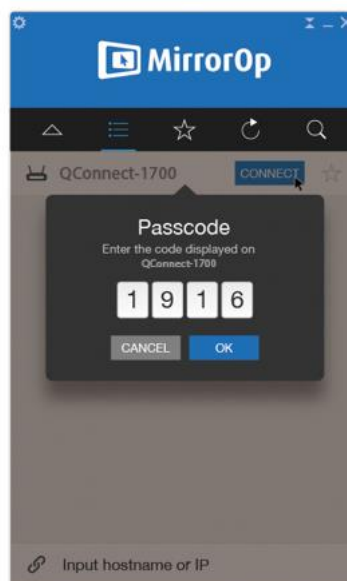 MirrorOp
QConnect-1700 CONNECT
Passcode
Enter the code displayed on
QConnect-1700
1 9 1 6
CANCEL OK
Input hostname or IP